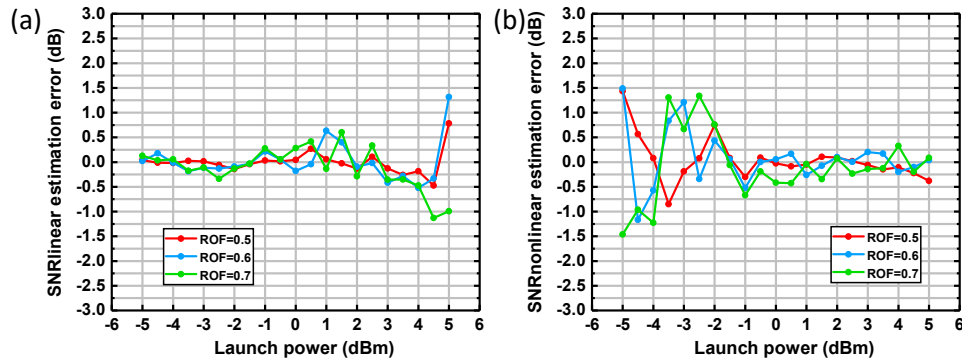 (a)
SNRlinear estimation error (dB)
3.0
2.5
2.0
1.5
1.0
0.5
0.0
-0.5
-1.0
-1.5
-2.0
-2.5
-3.0
ROF=0.5
ROF=0.6
ROF=0.7
-6 -5 -4 -3 -2 -1 0 1 2 3 4 5 6
Launch power (dBm)
(b)
SNRnonlinear estimation error (dB)
3.0
2.5
2.0
1.5
1.0
0.5
0.0
-0.5
-1.0
-1.5
-2.0
-2.5
-3.0
ROF=0.5
ROF=0.6
ROF=0.7
-6 -5 -4 -3 -2 -1 0 1 2 3 4 5 6
Launch power (dBm)